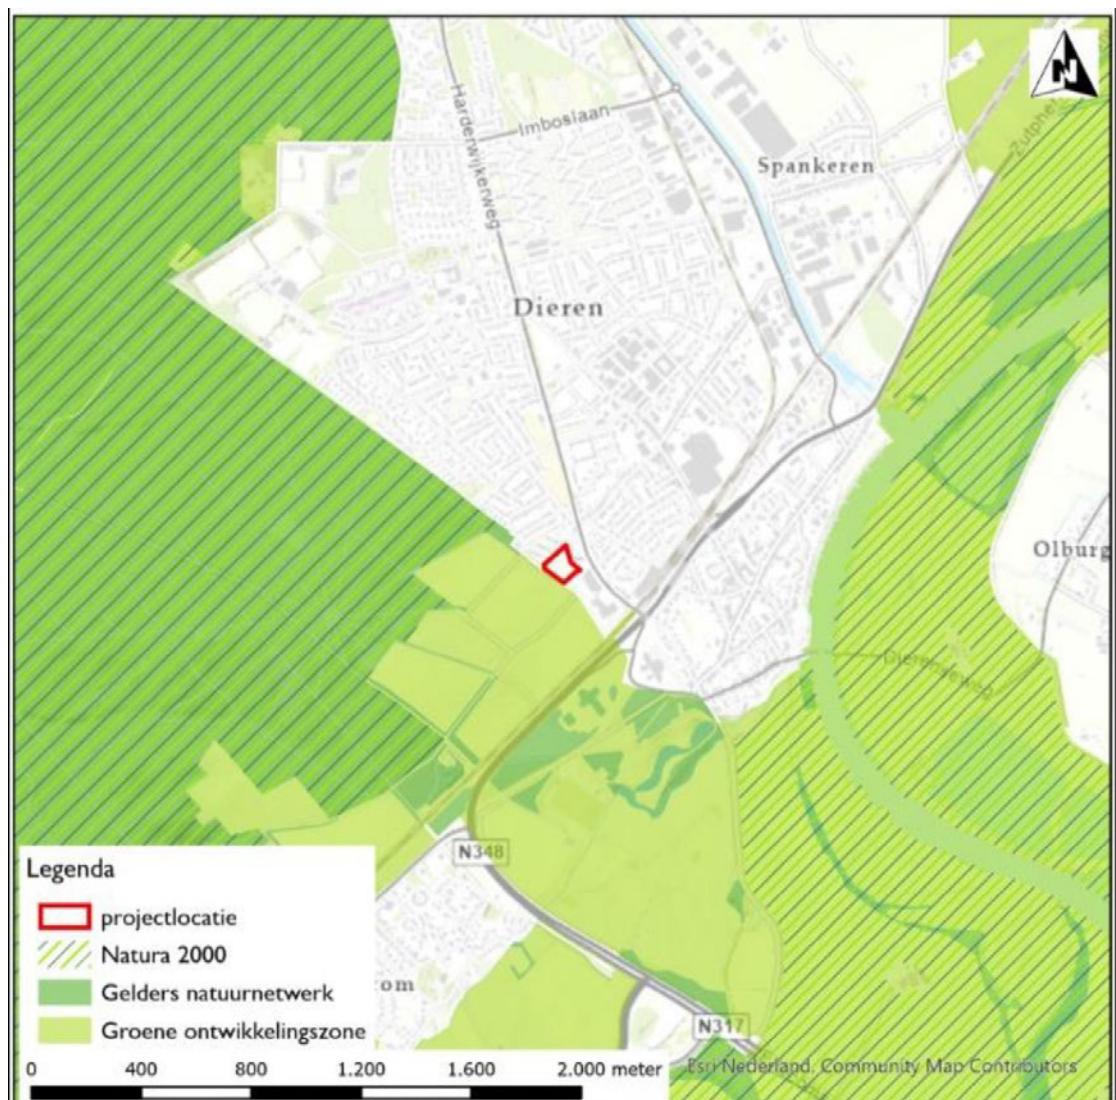 N
Harderwijkerweg
Imboslaan
Spankeren
Dieren
Olburg
Dierenseweg
N348
Legenda
projectlocatie
Natura 2000
Gelders natuurnetwerk
Groene ontwikkelingszone
om
N317
0 400 800 1.200 1.600 2.000 meter
Esri Nederland, Community Map Contributors